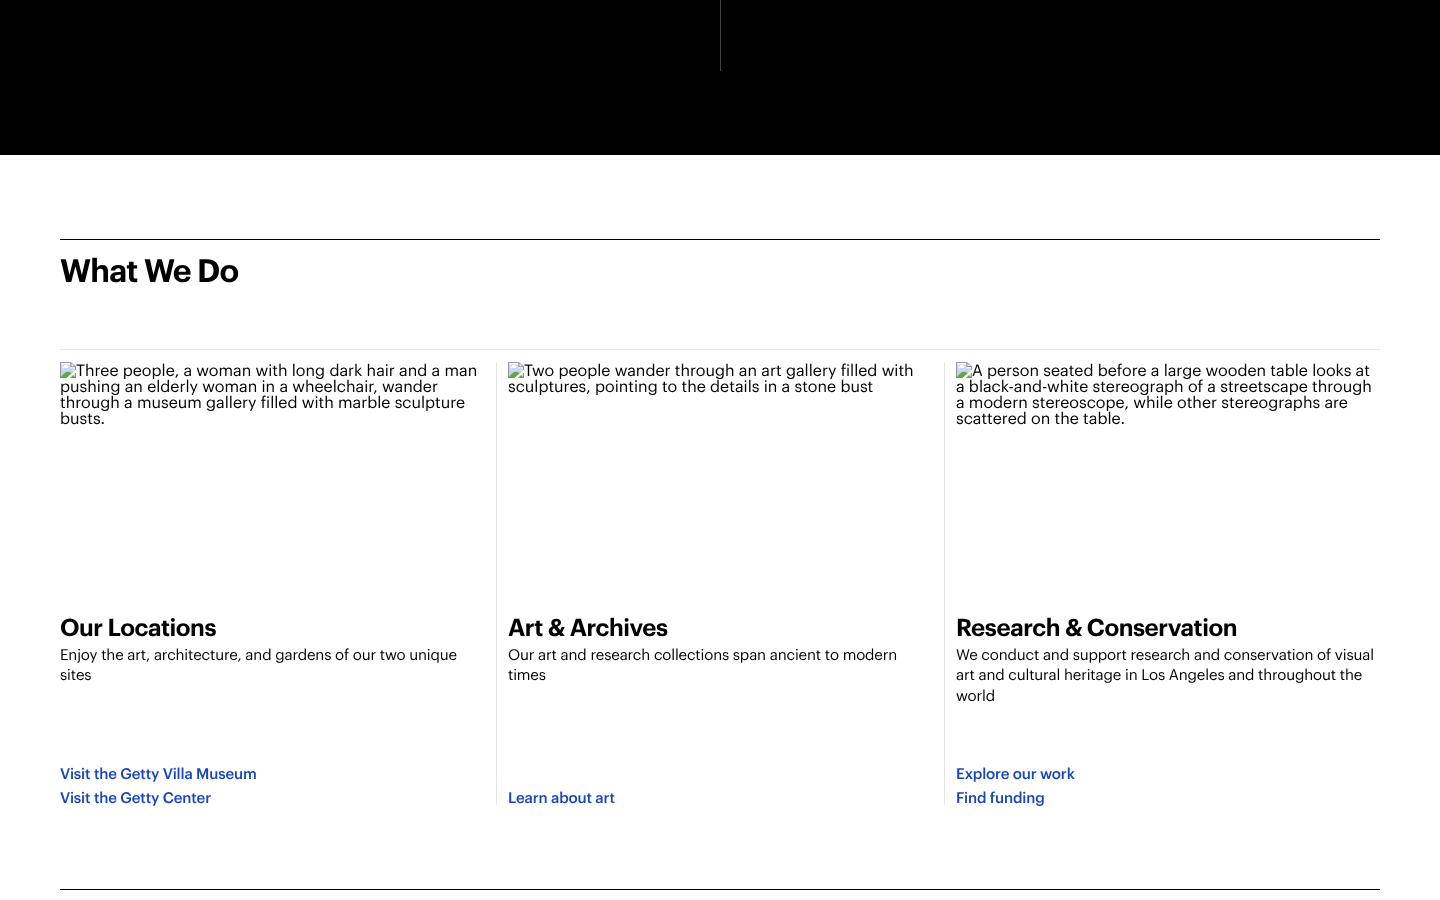 What We Do
Three people, a woman with long dark hair and a man
pushing an elderly woman in a wheelchair, wander
through a museum gallery filled with marble sculpture
busts.
Our Locations
Enjoy the art, architecture, and gardens of our two unique
sites
Visit the Getty Villa Museum
Visit the Getty Center
Two people wander through an art gallery filled with
sculptures, pointing to the details in a stone bust
Art & Archives
Our art and research collections span ancient to modern
times
Learn about art
A person seated before a large wooden table looks at
a black-and-white stereograph of a streetscape through
a modern stereoscope, while other stereographs are
scattered on the table.
Research & Conservation
We conduct and support research and conservation of visual
art and cultural heritage in Los Angeles and throughout the
world
Explore our work
Find funding